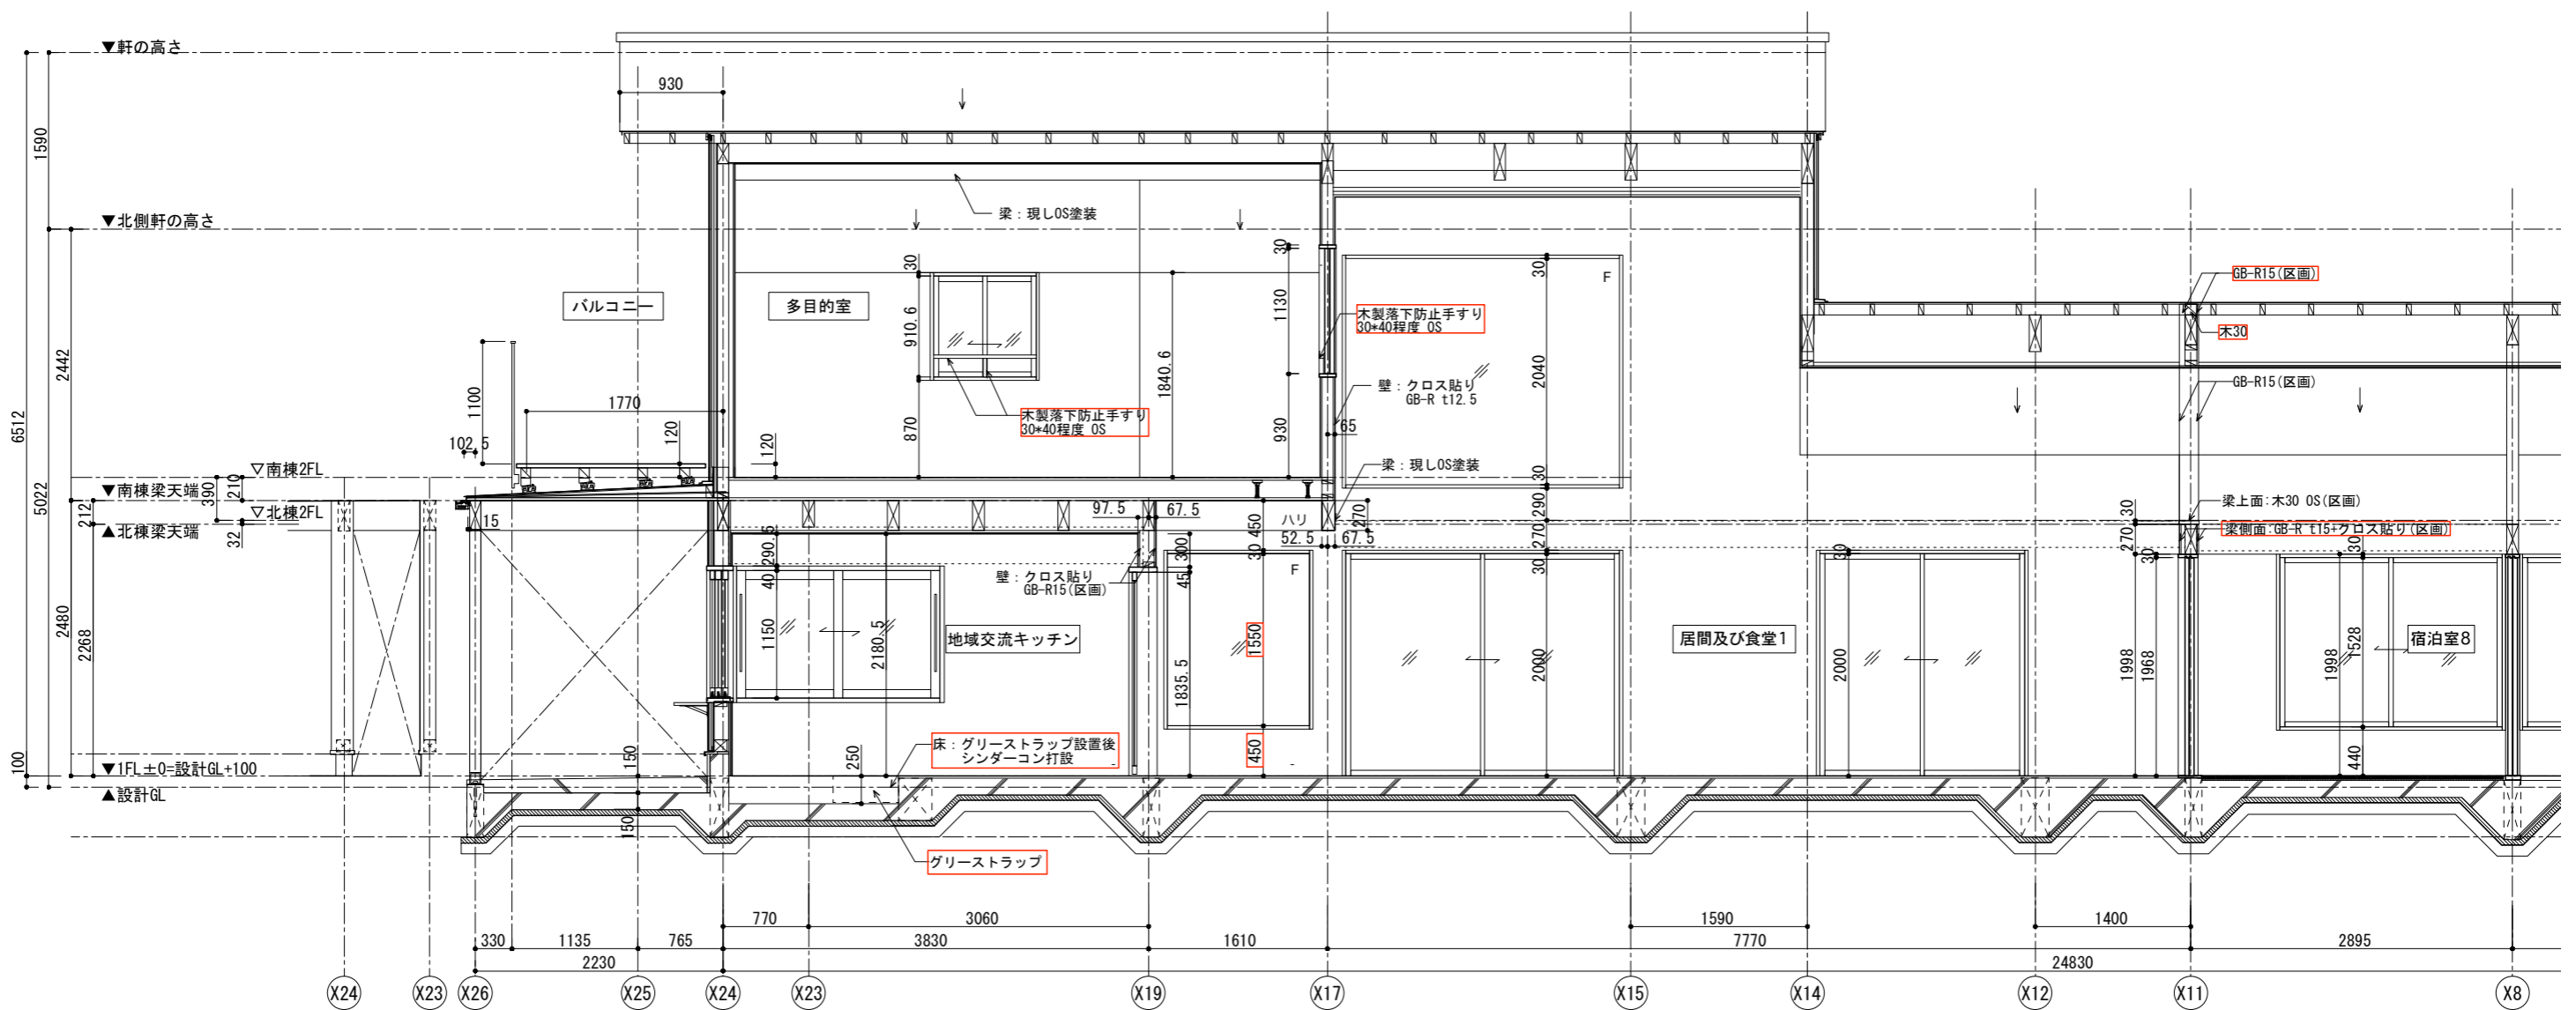 ▼軒の高さ
930
1590
▼北側軒の高さ
梁：現しOS塗装
30
910.6
870
1840.6
30
1130
930
30
2040
30
290
F
GB-R15(区画)
木30
GB-R15(区画)
バルコニー
多目的室
木製落下防止手すり
30*40程度 OS
木製落下防止手すり
30*40程度 OS
壁：クロス貼り
GB-R t12.5
65
梁：現しOS塗装
6512
5022
2442
1100
1770
102.5
120
120
▽南棟2FL
▼南棟梁天端
▽北棟2FL
▲北棟梁天端
390
210
212
32
15
97.5
67.5
ハリ
450
30
270
52.5
67.5
270
30
30
梁上面:木30 OS(区画)
梁側面:GB-R t15+クロス貼り(区画)
30
270
30
30
290.5
40
1150
2180.5
300
45
1835.5
壁：クロス貼り
GB-R15(区画)
F
1550
450
2000
2000
1998
1968
1998
1528
440
地域交流キッチン
居間及び食堂1
宿泊室8
2480
2268
100
▼1FL±0=設計GL+100
▲設計GL
150
150
250
床：グリーストラップ設置後
シンダーコン打設
グリーストラップ
770
3060
1590
1400
330
1135
765
3830
1610
7770
2895
2230
24830
X24
X23
X26
X25
X24
X23
X19
X17
X15
X14
X12
X11
X8